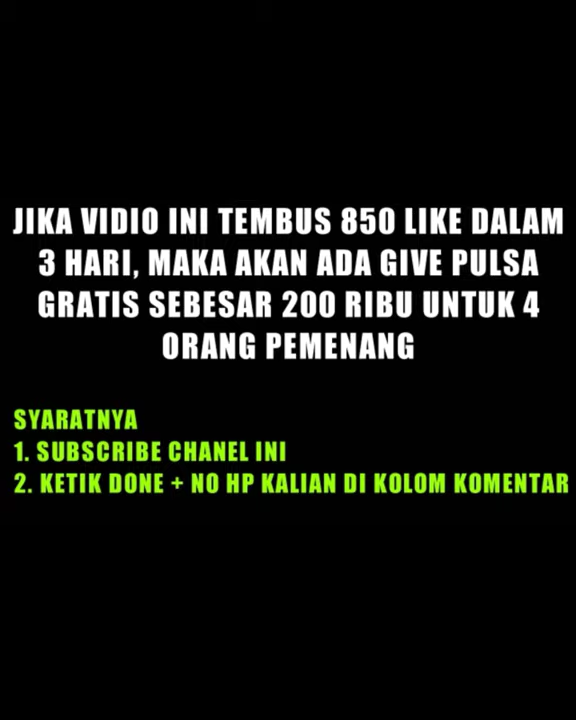 JIKA VIDIO INI TEMBUS 850 LIKE DALAM
3 HARI, MAKA AKAN ADA GIVE PULSA
GRATIS SEBESAR 200 RIBU UNTUK 4
ORANG PEMENANG
SYARATNYA
1. SUBSCRIBE CHANEL INI
2. KETIK DONE + NO HP KALIAN DI KOLOM KOMENTAR